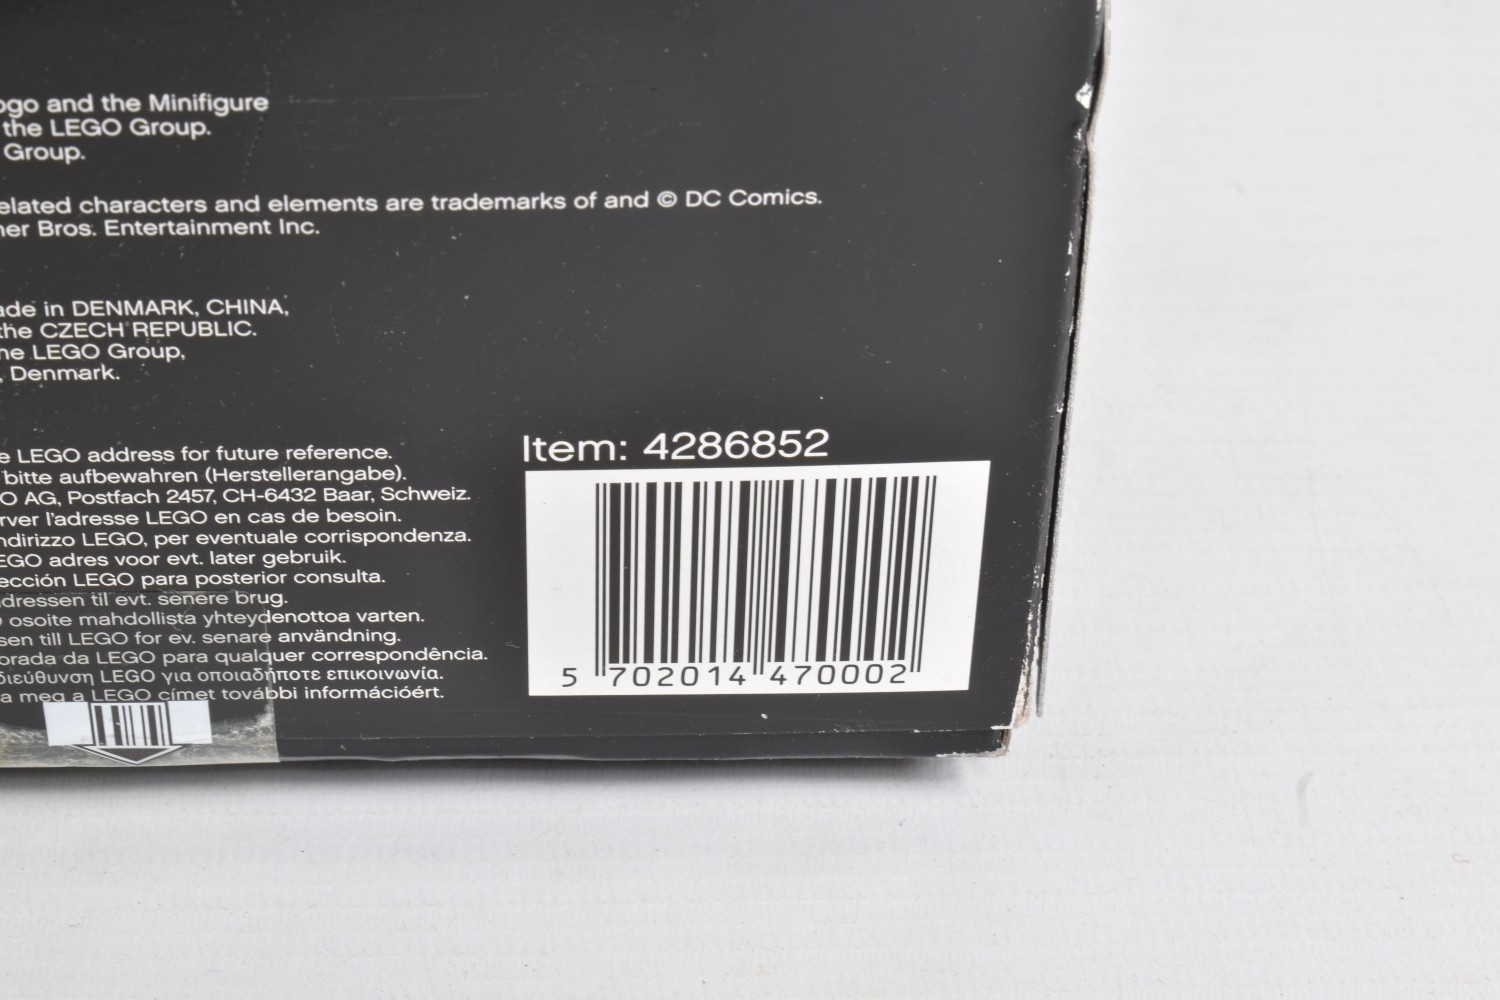 ogo and the Minifigure
the LEGO Group.
Group.
elated characters and elements are trademarks of and © DC Comics.
ner Bros. Entertainment Inc.
ade in DENMARK, CHINA,
the CZECH REPUBLIC.
he LEGO Group,
, Denmark.
e LEGO address for future reference.
bitte aufbewahren (Herstellerangabe).
O AG, Postfach 2457, CH-6432 Baar, Schweiz.
rver l'adresse LEGO en cas de besoin.
ndirizzo LEGO, per eventuale corrispondenza.
EGO adres voor evt. later gebruik.
ección LEGO para posterior consulta.
dressen til evt. senere brug.
O osoite mahdollista yhteydenottoa varten.
sen till LEGO for ev. senare användning.
orada da LEGO para qualquer correspondência.
διεύθυνση LEGO για οποιαδήποτε επικοινωνία.
a meg a LEGO címet további információért.
Item: 4286852
5 702014 470002